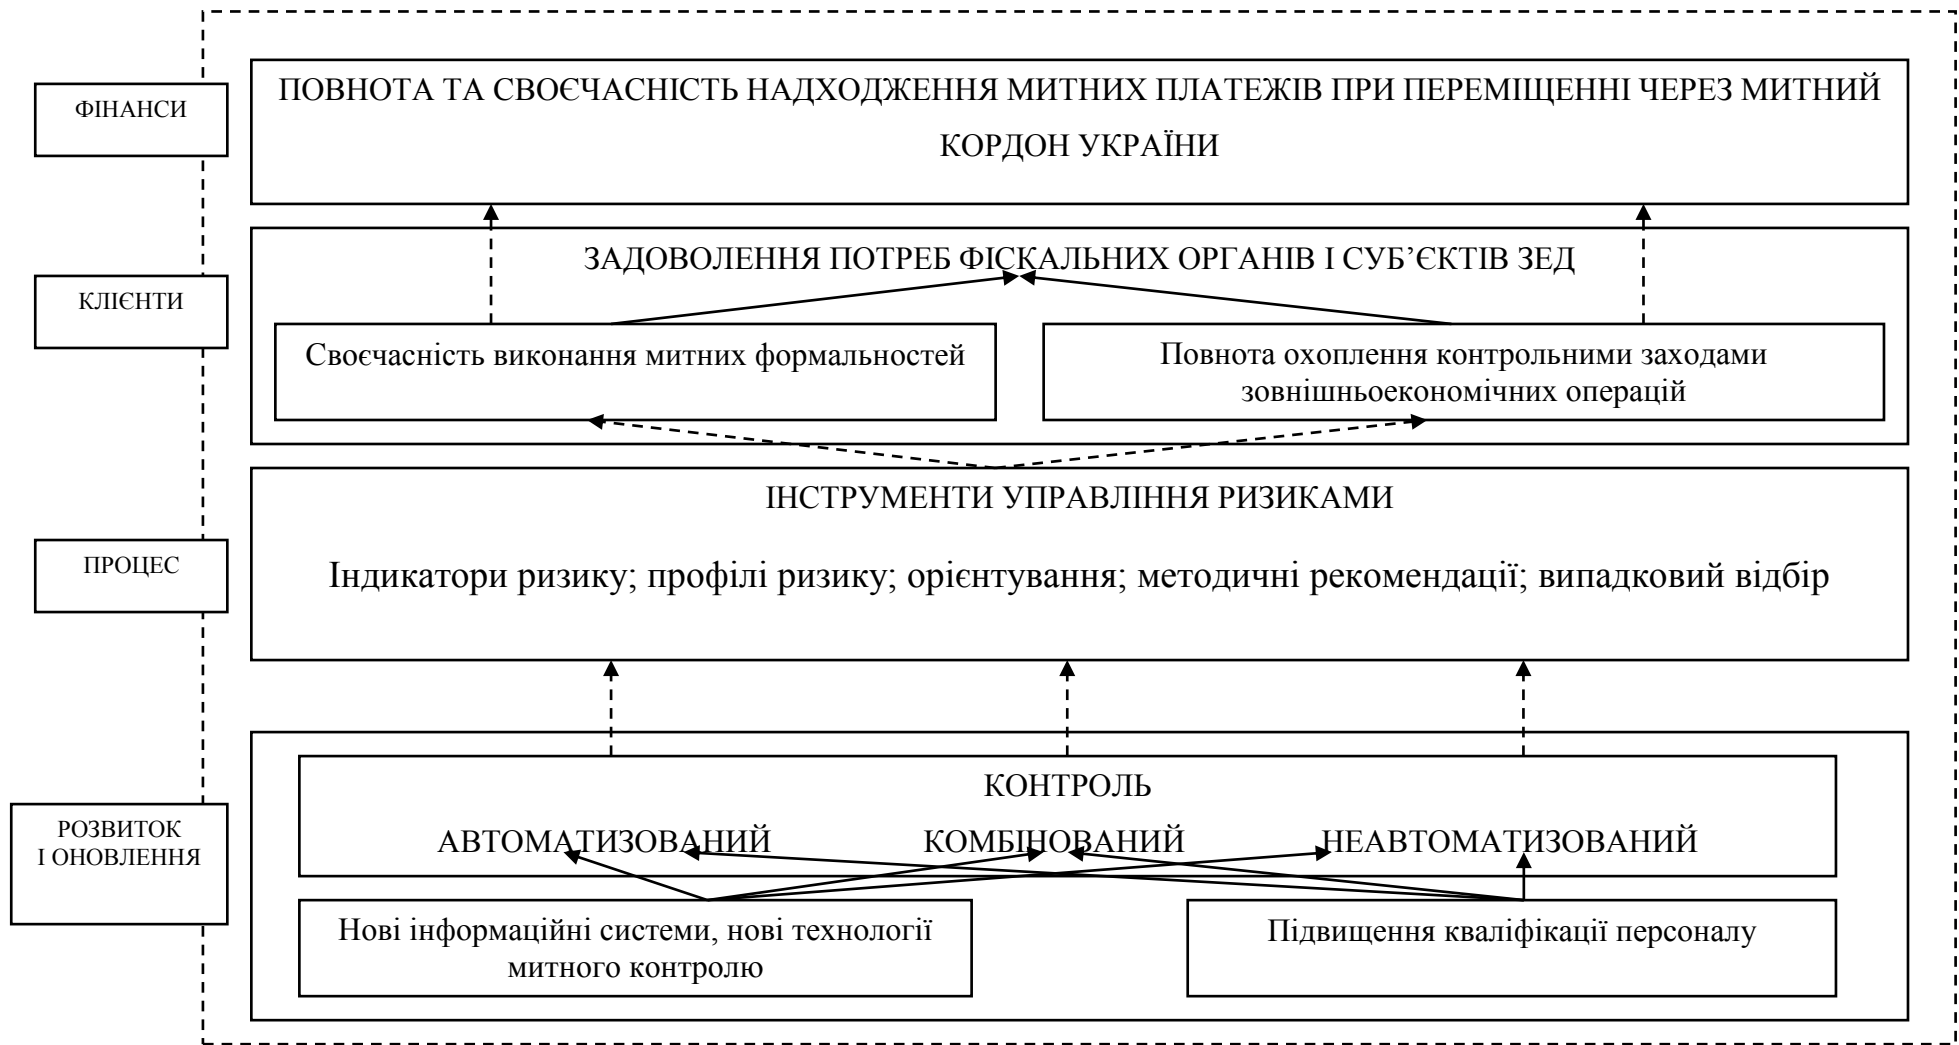 ФІНАНСИ
ПОВНОТА ТА СВОЄЧАСНІСТЬ НАДХОДЖЕННЯ МИТНИХ ПЛАТЕЖІВ ПРИ ПЕРЕМІЩЕННІ ЧЕРЕЗ МИТНИЙ
КОРДОН УКРАЇНИ
КЛІЄНТИ
ЗАДОВОЛЕННЯ ПОТРЕБ ФІСКАЛЬНИХ ОРГАНІВ І СУБ’ЄКТІВ ЗЕД
Своєчасність виконання митних формальностей
Повнота охоплення контрольними заходами
зовнішньоекономічних операцій
ПРОЦЕС
ІНСТРУМЕНТИ УПРАВЛІННЯ РИЗИКАМИ
Індикатори ризику; профілі ризику; орієнтування; методичні рекомендації; випадковий відбір
РОЗВИТОК
І ОНОВЛЕННЯ
КОНТРОЛЬ
АВТОМАТИЗОВАНИЙ КОМБІНОВАНИЙ НЕАВТОМАТИЗОВАНИЙ
Нові інформаційні системи, нові технології
митного контролю
Підвищення кваліфікації персоналу